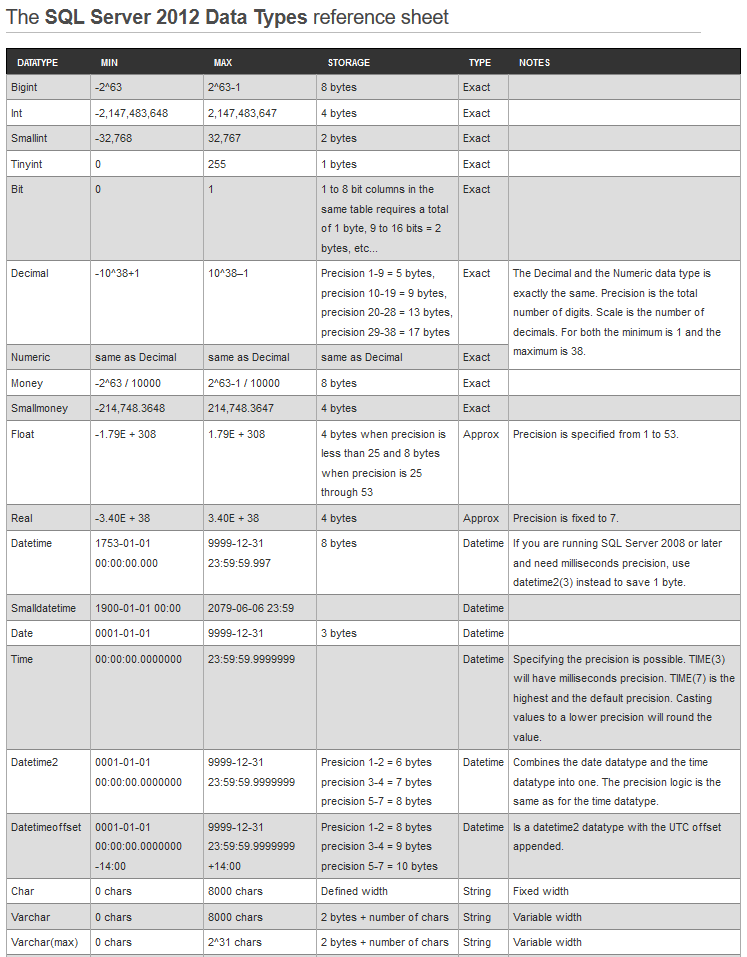 The SQL Server 2012 Data Types reference sheet
DATATYPE MIN MAX STORAGE TYPE NOTES
Bigint -2^63 2^63-1 8 bytes Exact
Int -2,147,483,648 2,147,483,647 4 bytes Exact
Smallint -32,768 32,767 2 bytes Exact
Tinyint 0 255 1 bytes Exact
Bit 0 1 1 to 8 bit columns in the Exact
same table requires a total
of 1 byte, 9 to 16 bits = 2
bytes, etc...
Decimal -10^38+1 10^38–1 Precision 1-9 = 5 bytes, Exact The Decimal and the Numeric data type is
precision 10-19 = 9 bytes, exactly the same. Precision is the total
precision 20-28 = 13 bytes, number of digits. Scale is the number of
precision 29-38 = 17 bytes decimals. For both the minimum is 1 and the
maximum is 38.
Numeric same as Decimal same as Decimal same as Decimal Exact
Money -2^63 / 10000 2^63-1 / 10000 8 bytes Exact
Smallmoney -214,748.3648 214,748.3647 4 bytes Exact
Float -1.79E + 308 1.79E + 308 4 bytes when precision is Approx Precision is specified from 1 to 53.
less than 25 and 8 bytes
when precision is 25
through 53
Real -3.40E + 38 3.40E + 38 4 bytes Approx Precision is fixed to 7.
Datetime 1753-01-01 9999-12-31 8 bytes Datetime If you are running SQL Server 2008 or later
00:00:00.000 23:59:59.997 and need milliseconds precision, use
datetime2(3) instead to save 1 byte.
Smalldatetime 1900-01-01 00:00 2079-06-06 23:59 Datetime
Date 0001-01-01 9999-12-31 3 bytes Datetime
Time 00:00:00.0000000 23:59:59.9999999 Datetime Specifying the precision is possible. TIME(3)
will have milliseconds precision. TIME(7) is the
highest and the default precision. Casting
values to a lower precision will round the
value.
Datetime2 0001-01-01 9999-12-31 Presicion 1-2 = 6 bytes Datetime Combines the date datatype and the time
00:00:00.0000000 23:59:59.9999999 precision 3-4 = 7 bytes datatype into one. The precision logic is the
precision 5-7 = 8 bytes same as for the time datatype.
Datetimeoffset 0001-01-01 9999-12-31 Presicion 1-2 = 8 bytes Datetime Is a datetime2 datatype with the UTC offset
00:00:00.0000000 23:59:59.9999999 precision 3-4 = 9 bytes appended.
-14:00 +14:00 precision 5-7 = 10 bytes
Char 0 chars 8000 chars Defined width String Fixed width
Varchar 0 chars 8000 chars 2 bytes + number of chars String Variable width
Varchar(max) 0 chars 2^31 chars 2 bytes + number of chars String Variable width